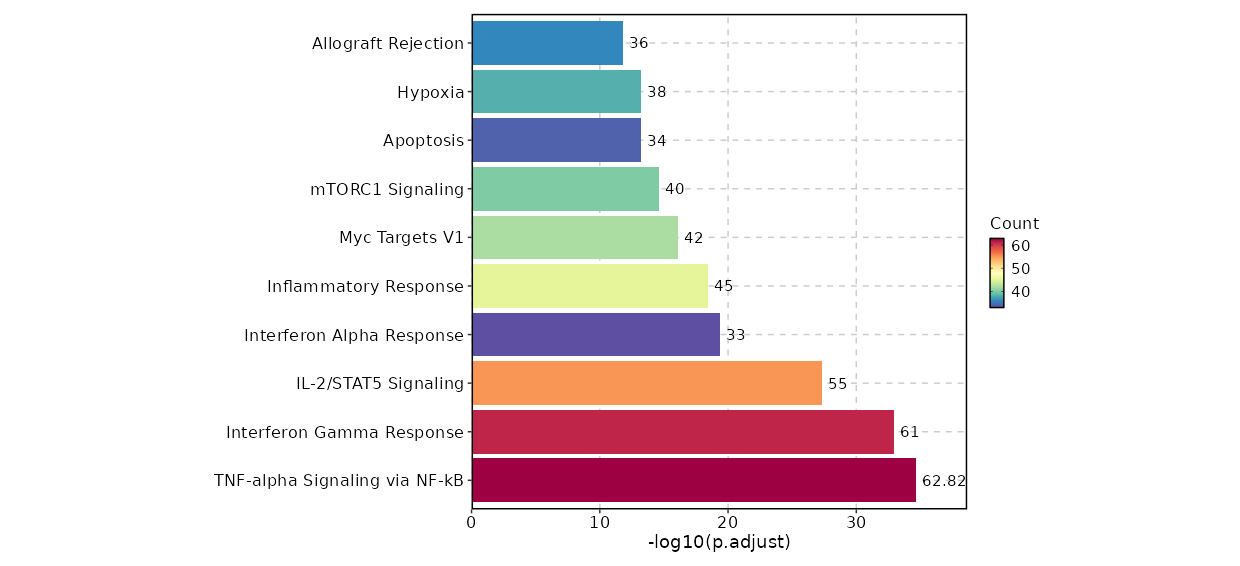 Allograft Rejection 36
Hypoxia 38
Apoptosis 34
mTORC1 Signaling 40
Myc Targets V1 42
Inflammatory Response 45
Interferon Alpha Response 33
IL-2/STAT5 Signaling 55
Interferon Gamma Response 61
TNF-alpha Signaling via NF-kB 62.82
0 10 20 30
-log10(p.adjust)
Count
60
50
40